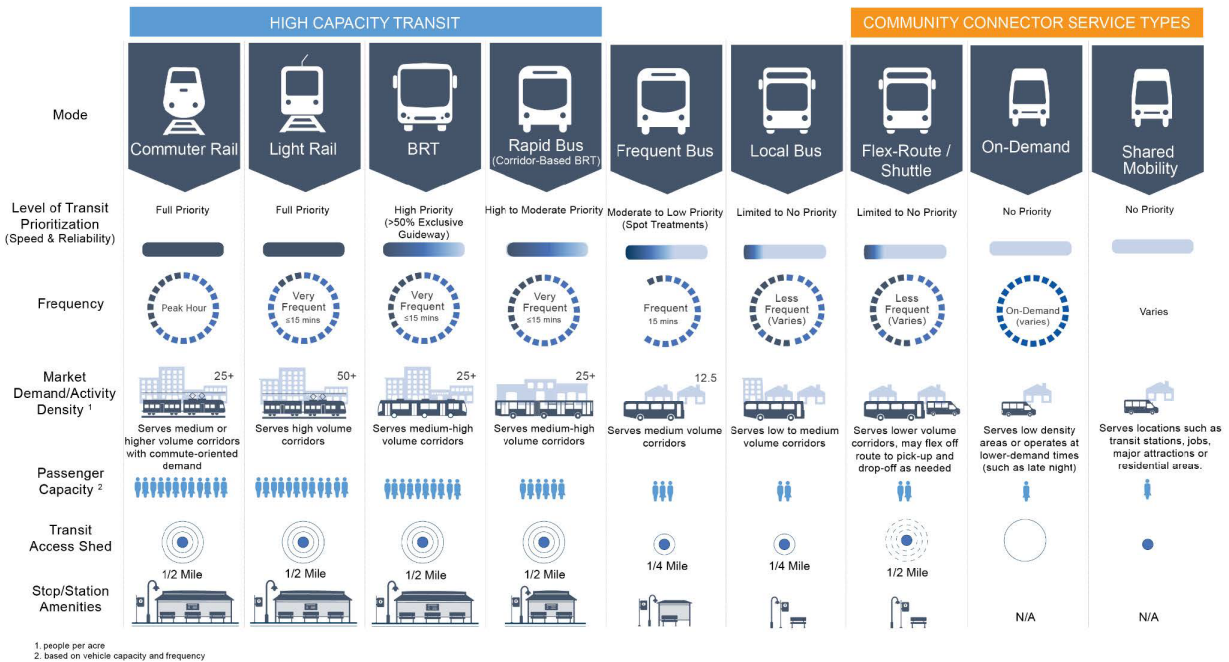 HIGH CAPACITY TRANSIT
COMMUNITY CONNECTOR SERVICE TYPES
Mode
Commuter Rail
Light Rail
BRT
Rapid Bus
(Corridor-Based BRT)
Frequent Bus
Local Bus
Flex-Route /
Shuttle
On-Demand
Shared
Mobility
Level of Transit
Prioritization
(Speed & Reliability)
Full Priority
Full Priority
High Priority
(>50% Exclusive
Guideway)
High to Moderate Priority
Moderate to Low Priority
(Spot Treatments)
Limited to No Priority
Limited to No Priority
No Priority
No Priority
Frequency
Peak Hour
Very
Frequent
≤15 mins
Very
Frequent
≤15 mins
Very
Frequent
≤15 mins
Frequent
15 mins
Less
Frequent
(Varies)
Less
Frequent
(Varies)
On-Demand
(varies)
Varies
Market
Demand/Activity
Density 1
25+
50+
25+
25+
12.5
Serves medium or
higher volume corridors
with commute-oriented
demand
Serves high volume
corridors
Serves medium-high
volume corridors
Serves medium-high
volume corridors
Serves medium volume
corridors
Serves low to medium
volume corridors
Serves lower volume
corridors, may flex off
route to pick-up and
drop-off as needed
Serves low density
areas or operates at
lower-demand times
(such as late night)
Serves locations such as
transit stations, jobs,
major attractions or
residential areas.
Passenger
Capacity 2
Transit
Access Shed
1/2 Mile
1/2 Mile
1/2 Mile
1/2 Mile
1/4 Mile
1/4 Mile
1/2 Mile
Stop/Station
Amenities
N/A
N/A
1. people per acre
2. based on vehicle capacity and frequency